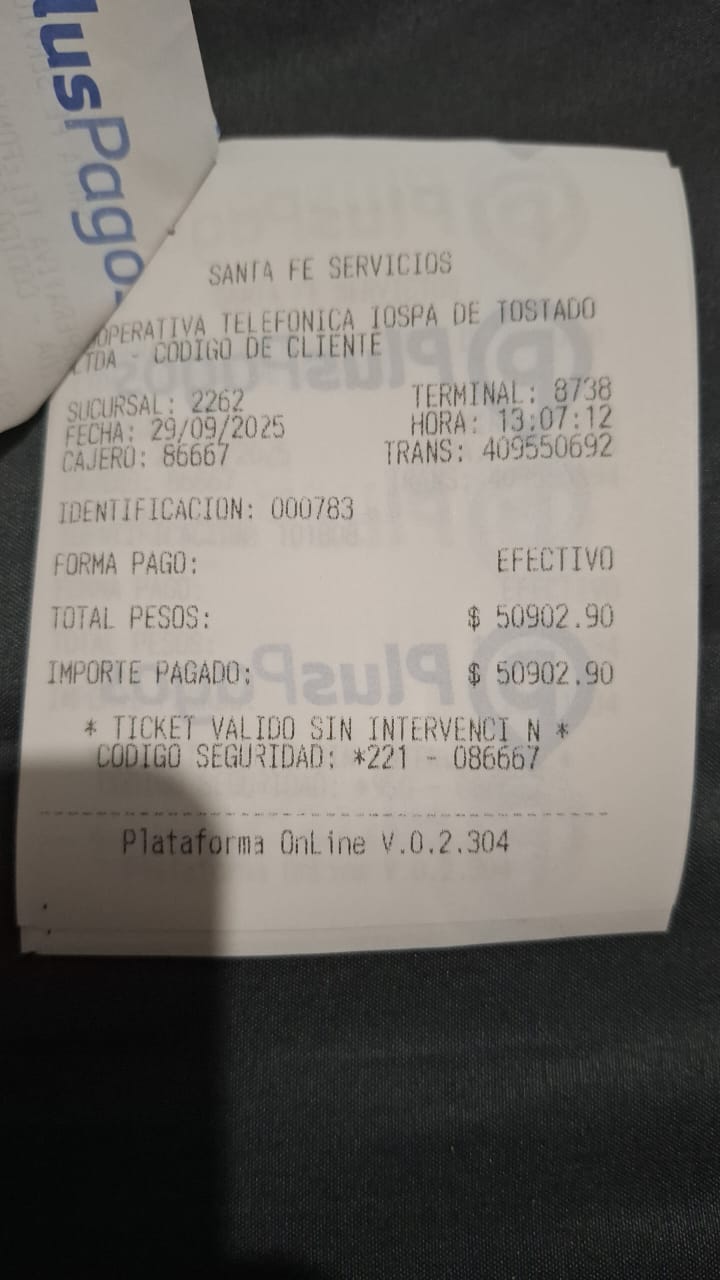 lusPago
SANTA FE SERVICIOS
OPERATIVA TELEFONICA IOSPA DE TOSTADO
LTDA - CODIGO DE CLIENTE
SUCURSAL: 2262 TERMINAL: 8738
FECHA: 29/09/2025 HORA: 13:07:12
CAJERO: 86667 TRANS: 409550692
IDENTIFICACION: 000783
FORMA PAGO: EFECTIVO
TOTAL PESOS: $ 50902.90
IMPORTE PAGADO: $ 50902.90
* TICKET VALIDO SIN INTERVENCI N *
CODIGO SEGURIDAD: *221 - 086667
Plataforma OnLine V.0.2.304